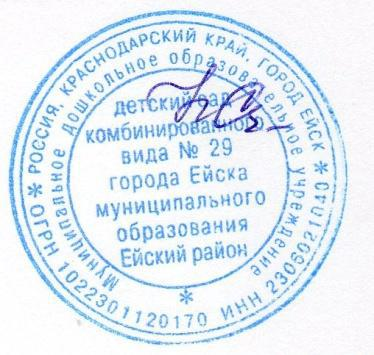 РОССИЯ, КРАСНОДАРСКИЙ КРАЙ, ГОРОД ЕЙСК
* ОГРН 1022301120170 ИНН 2306021040 *
Муниципальное дошкольное образовательное учреждение
детский сад
комбинированного
вида № 29
города Ейска
муниципального
образования
Ейский район
*